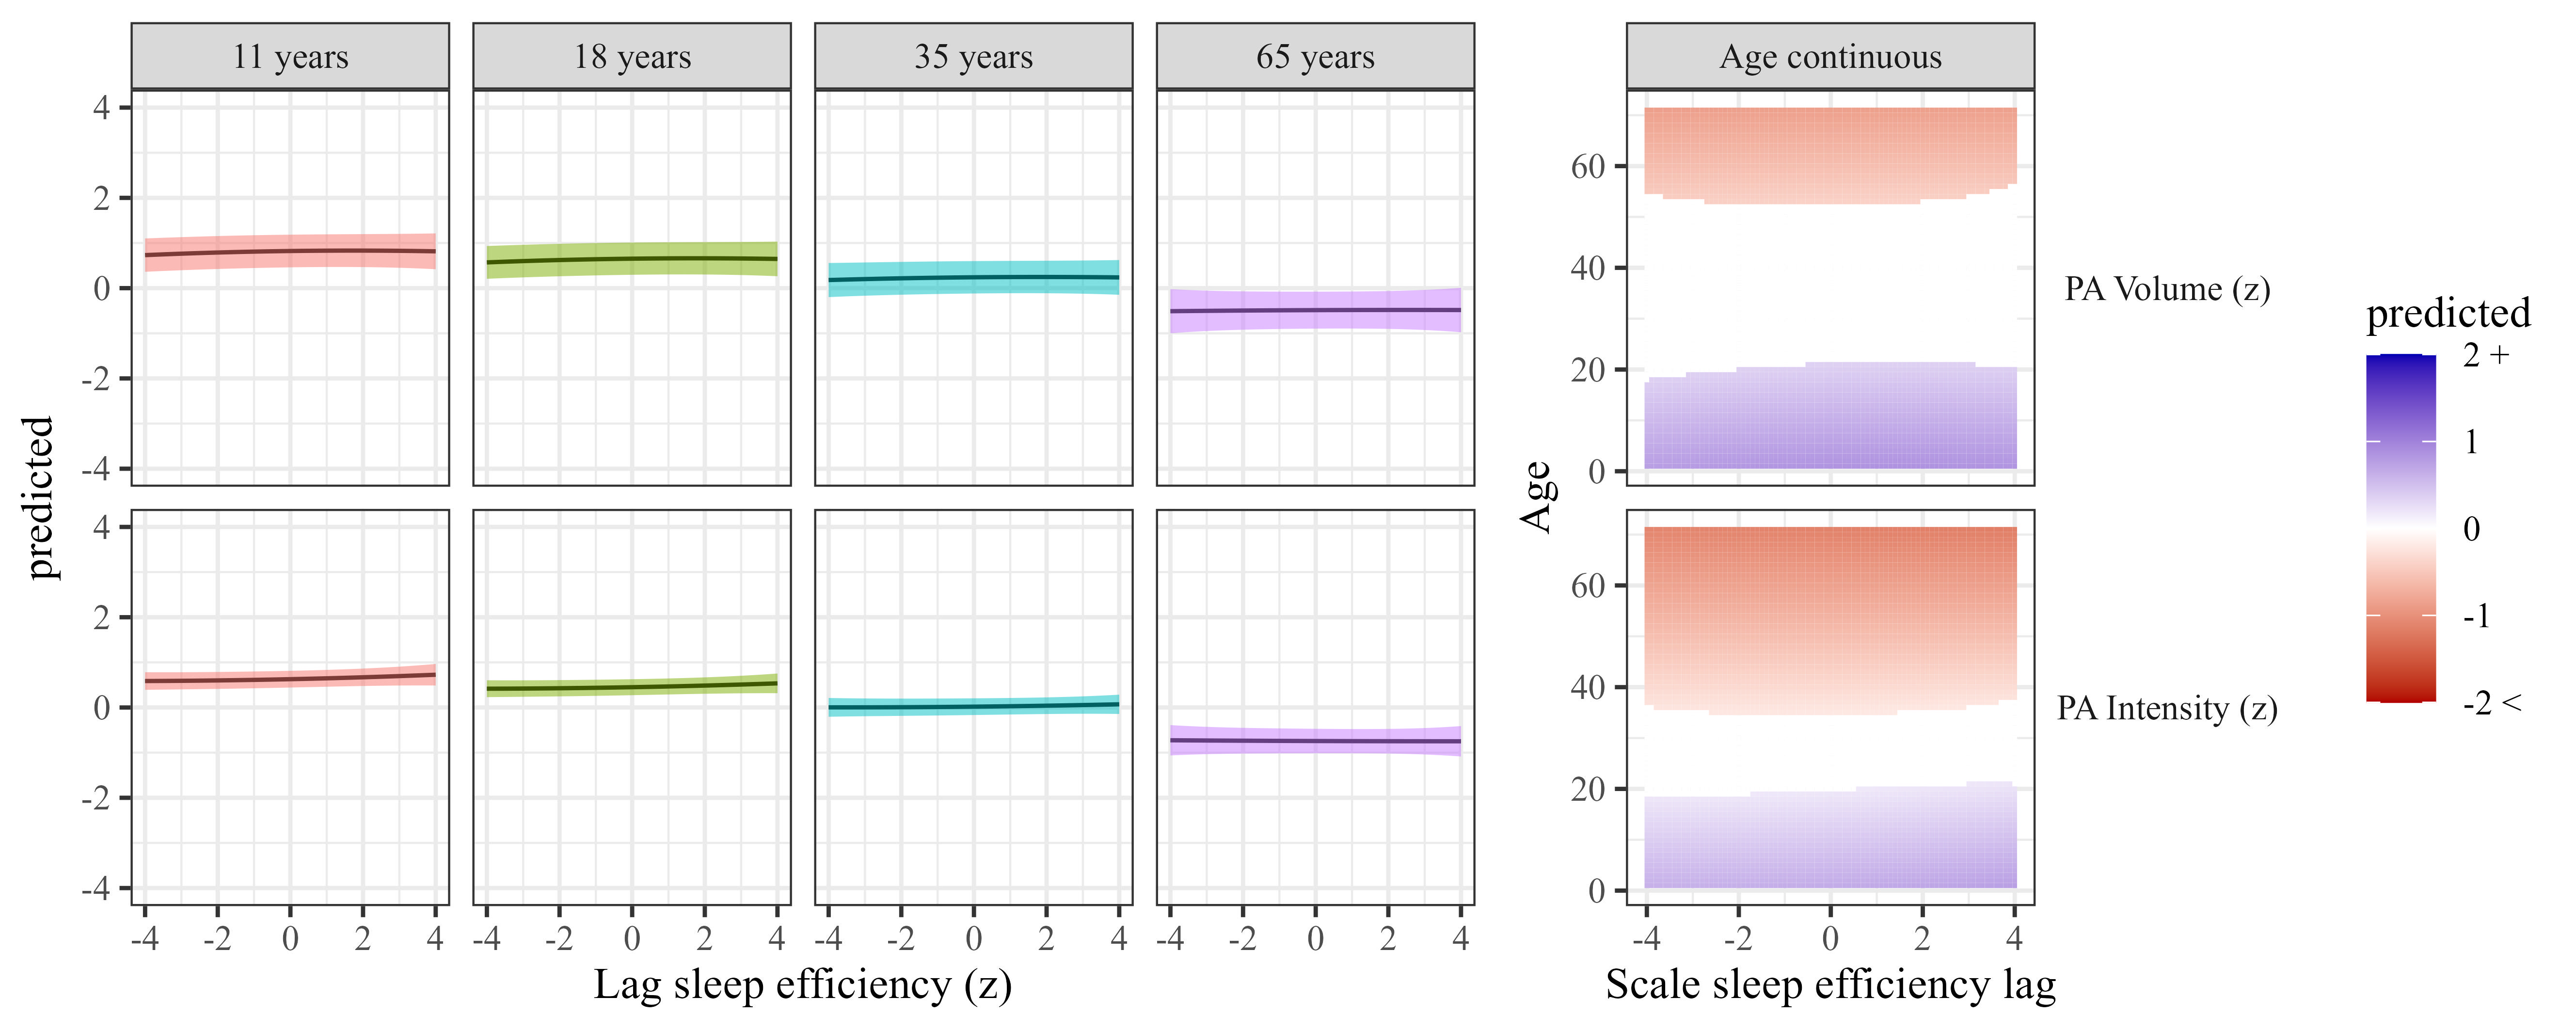 11 years
18 years
35 years
65 years
Age continuous
predicted
4
2
0
-2
-4
4
2
0
-2
-4
-4 -2 0 2 4
-4 -2 0 2 4
-4 -2 0 2 4
-4 -2 0 2 4
Lag sleep efficiency (z)
Age
60
40
20
0
60
40
20
0
-4 -2 0 2 4
Scale sleep efficiency lag
PA Volume (z)
PA Intensity (z)
predicted
2 +
1
0
-1
-2 <